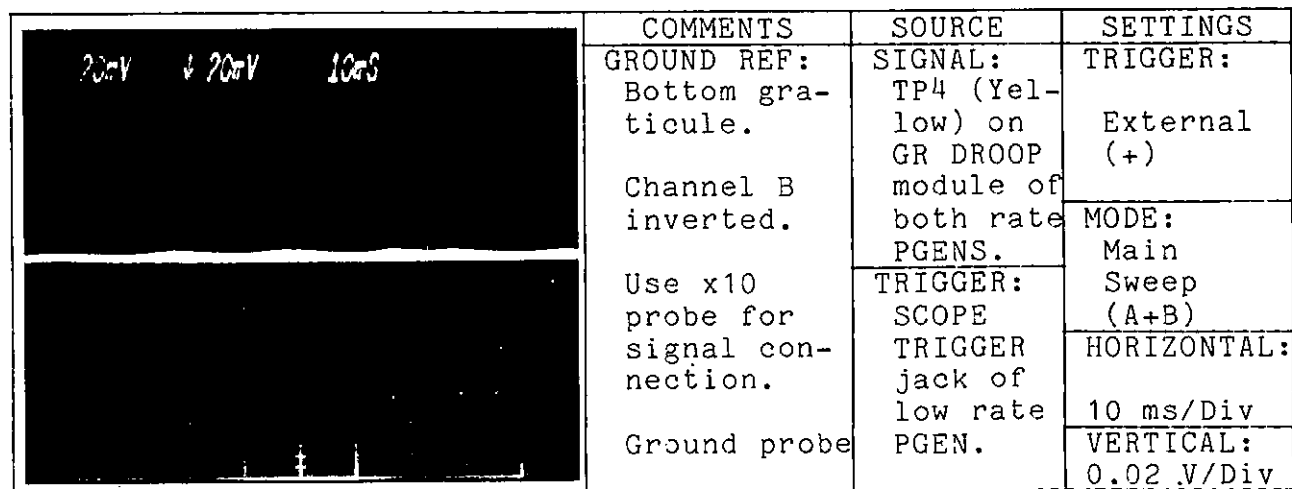 20mV ↓ 20mV 10mS
COMMENTS
GROUND REF:
Bottom gra-
ticule.
Channel B
inverted.
Use x10
probe for
signal con-
nection.
Ground probe
SOURCE
SIGNAL:
TP4 (Yel-
low) on
GR DROOP
module of
both rate
PGENS.
TRIGGER:
SCOPE
TRIGGER
jack of
low rate
PGEN.
SETTINGS
TRIGGER:
External
(+)
MODE:
Main
Sweep
(A+B)
HORIZONTAL:
10 ms/Div
VERTICAL:
0.02 V/Div